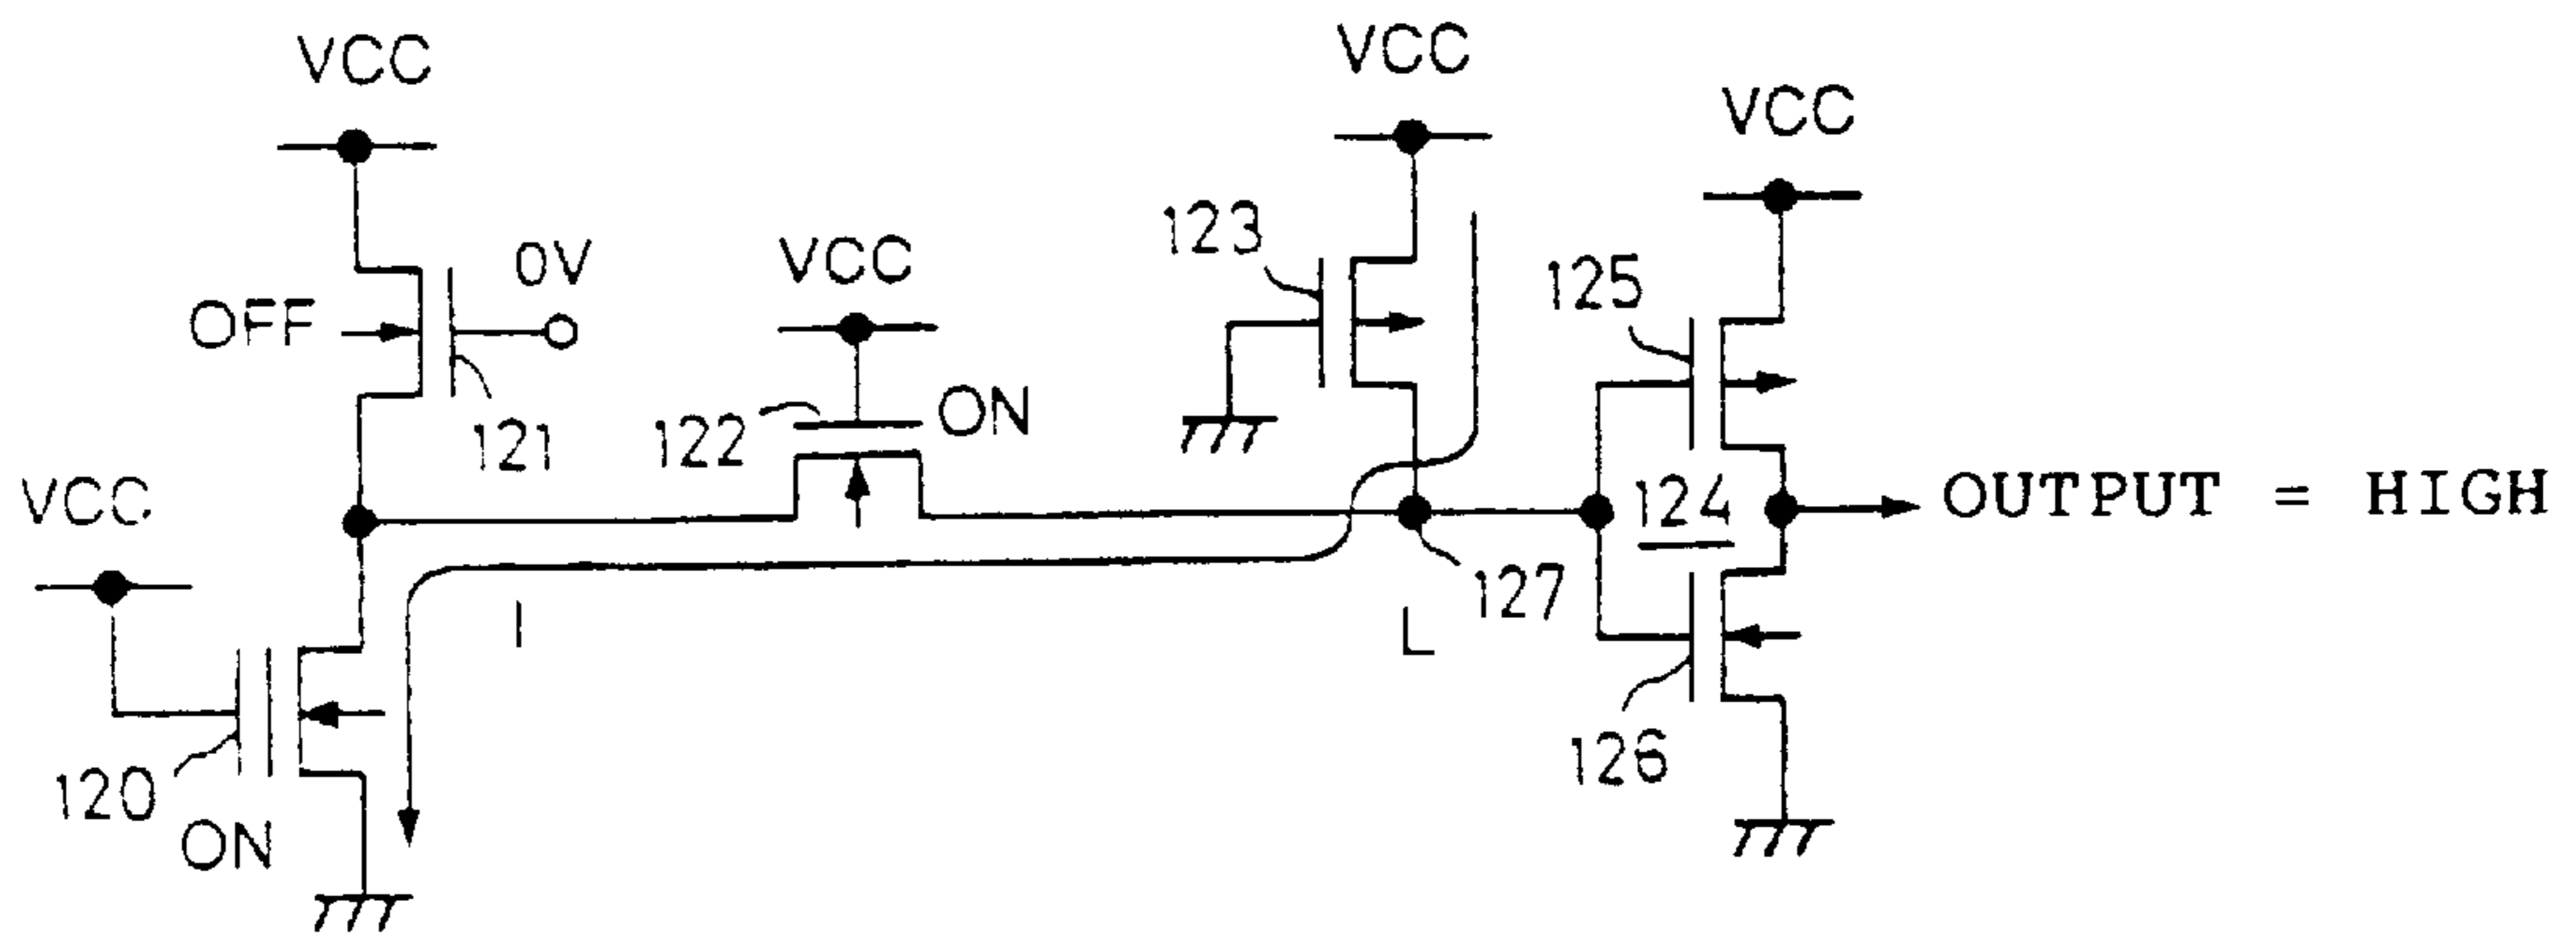 VCC
VCC
VCC
123
0V
VCC
125
OFF
ON
121
122
VCC
124
OUTPUT = HIGH
127
I
L
126
120
ON